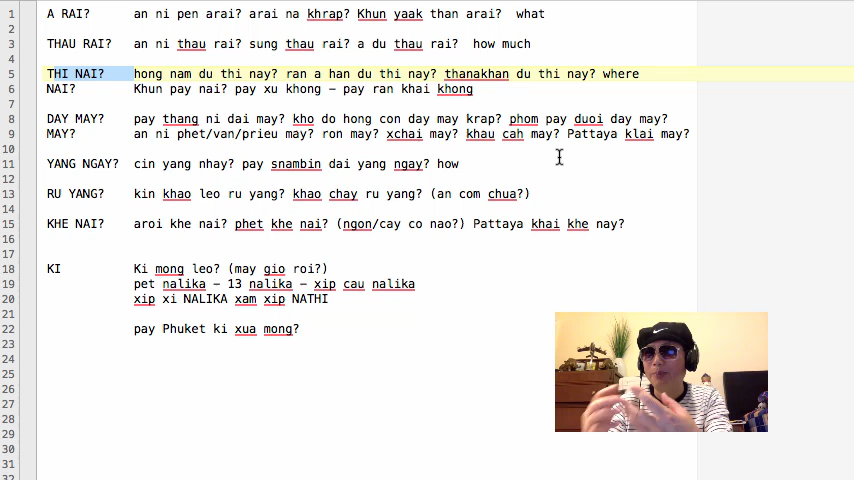 1 A RAI? an ni pen arai? arai na khrap? Khun yaak than arai? what
2
3 THAU RAI? an ni thau rai? sung thau rai? a du thau rai? how much
4
5 THI NAI? hong nam du thi nay? ran a han du thi nay? thanakhan du thi nay? where
6 NAI? Khun pay nai? pay xu khong - pay ran khai khong
7
8 DAY MAY? pay thang ni dai may? kho do hong con day may krap? phom pay duoi day may?
9 MAY? an ni phet/van/prieu may? ron may? xchai may? khau cah may? Pattaya klai may?
10
11 YANG NGAY? cin yang nhay? pay snambin dai yang ngay? how
12
13 RU YANG? kin khao leo ru yang? khao chay ru yang? (an com chua?)
14
15 KHE NAI? aroi khe nai? phet khe nai? (ngon/cay co nao?) Pattaya khai khe nay?
16
17
18 KI Ki mong leo? (may gio roi?)
19 pet nalika - 13 nalika - xip cau nalika
20 xip xi NALIKA xam xip NATHI
21
22 pay Phuket ki xua mong?
23
24
25
26
27
28
29
30
31
32